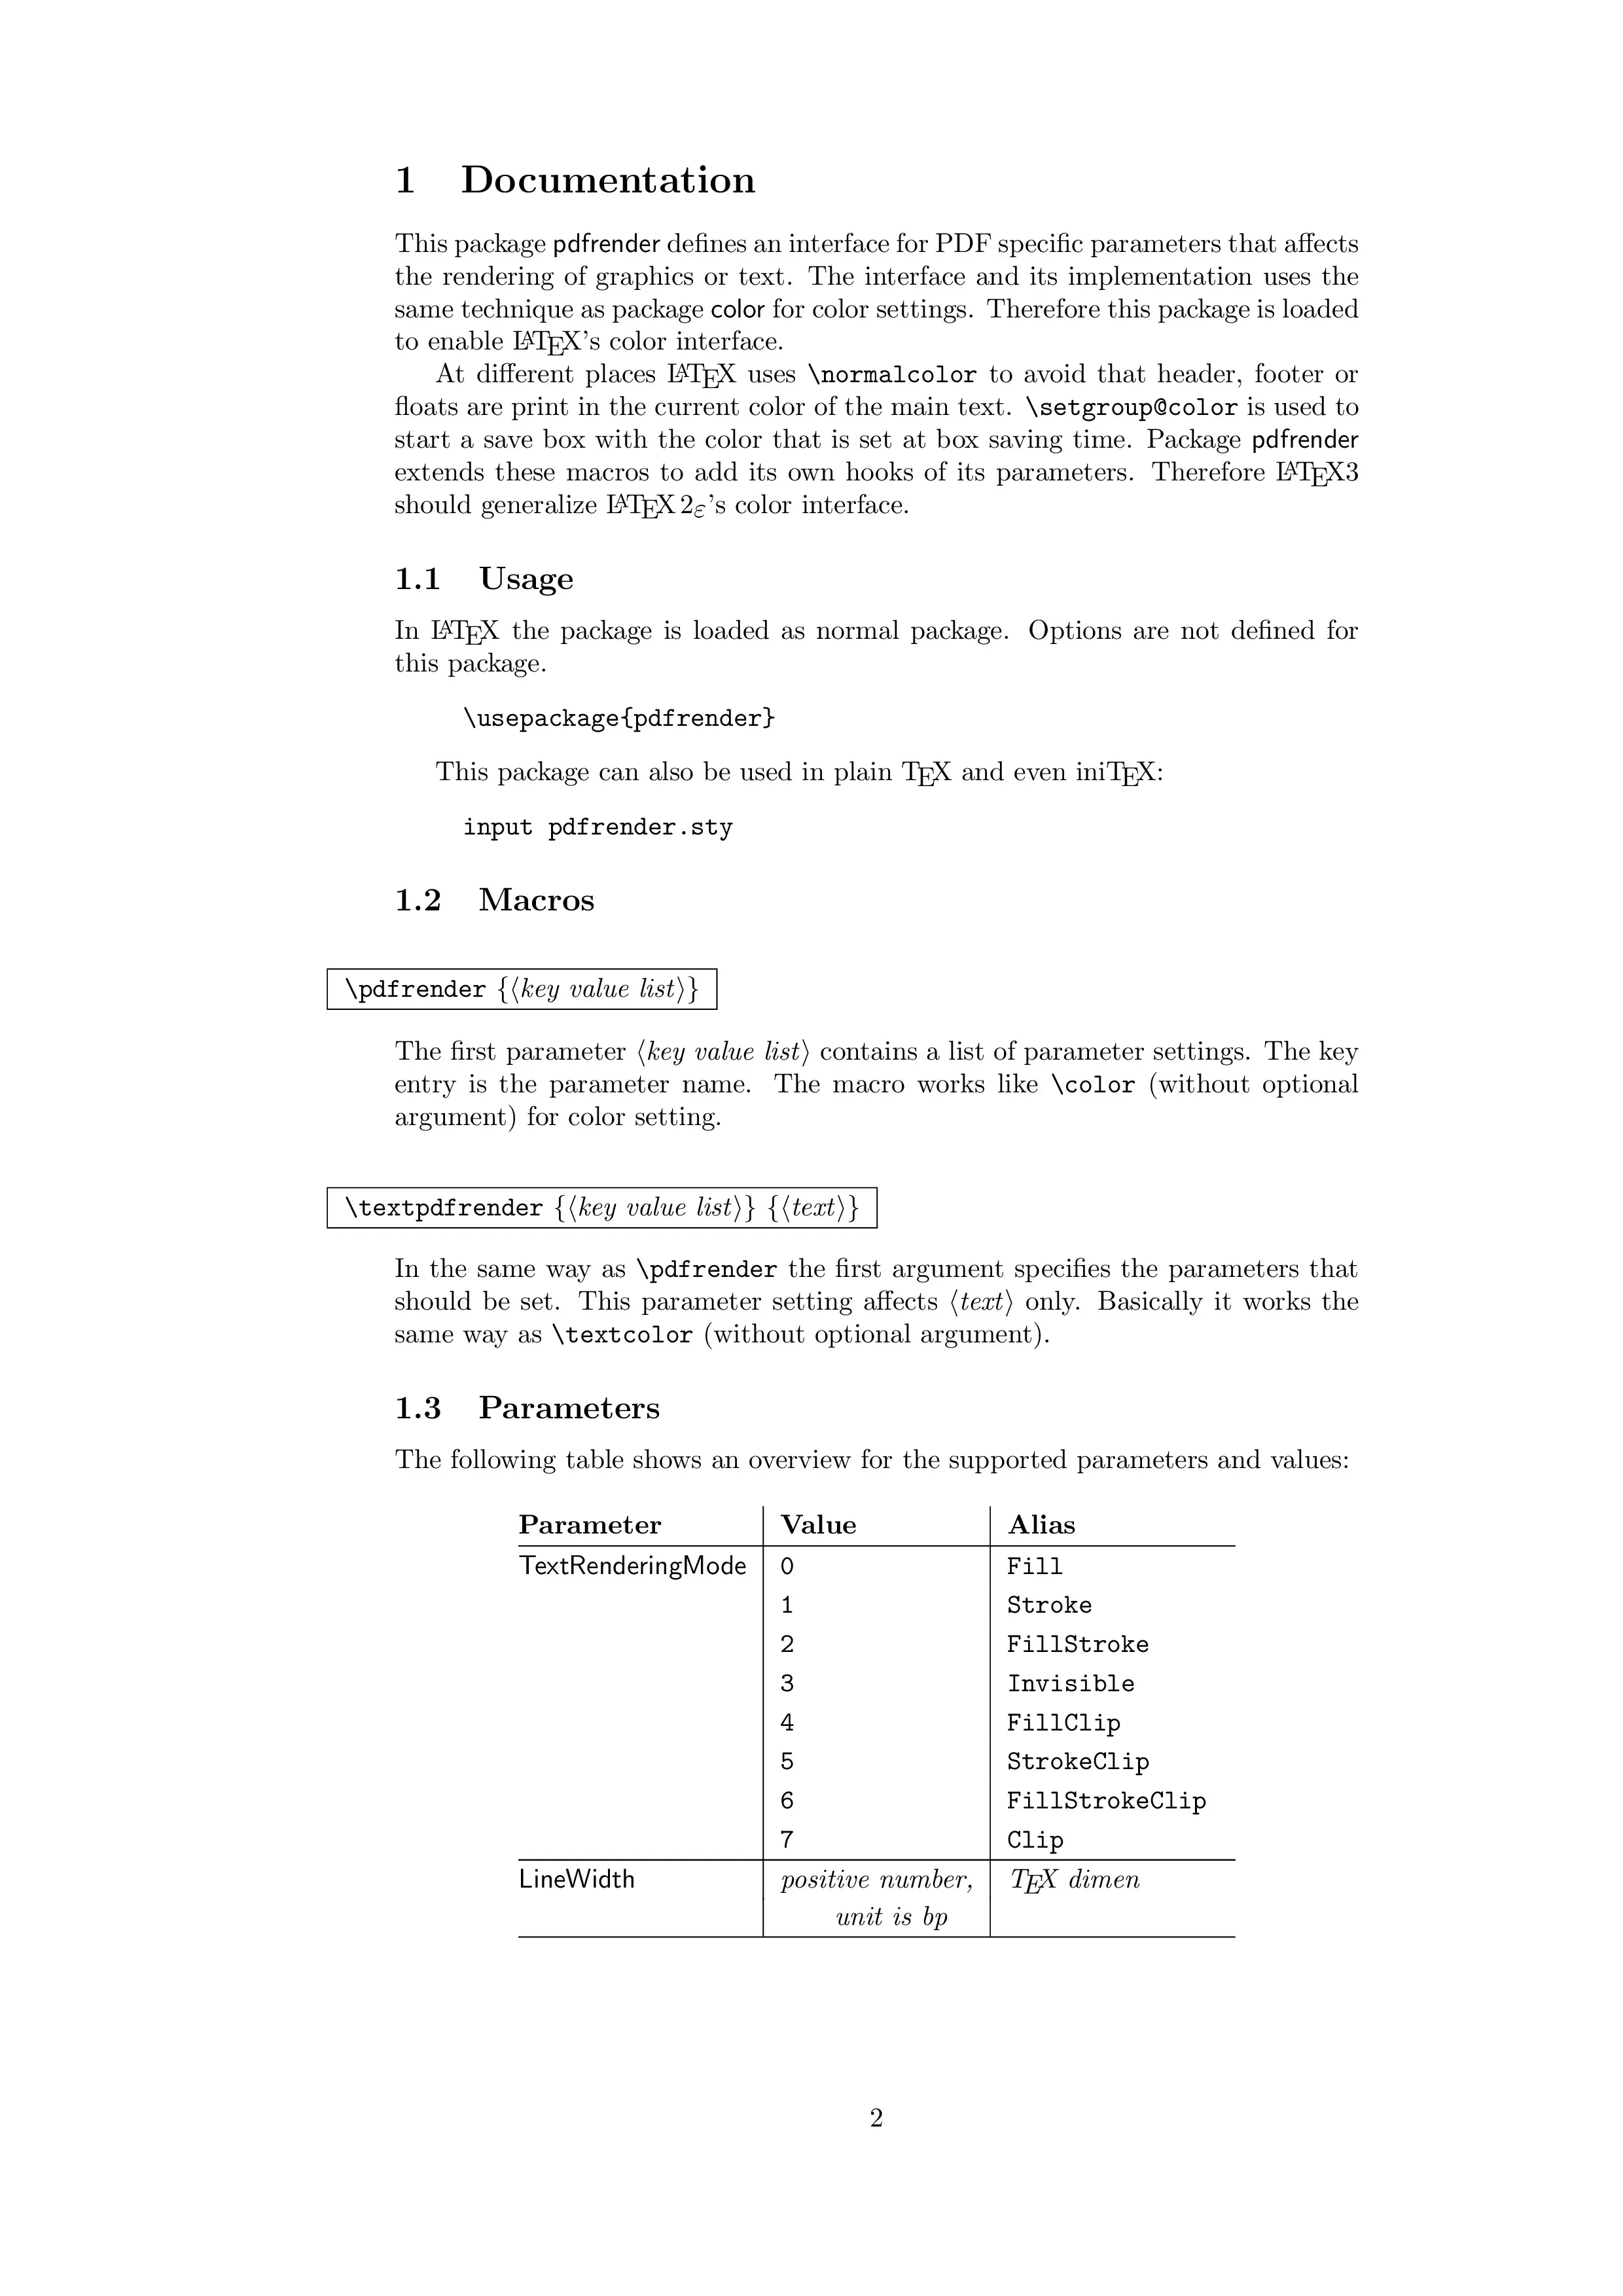 1 Documentation
This package pdfrender defines an interface for PDF specific parameters that affects
the rendering of graphics or text. The interface and its implementation uses the
same technique as package color for color settings. Therefore this package is loaded
to enable LATEX's color interface.
At different places LATEX uses \normalcolor to avoid that header, footer or
floats are print in the current color of the main text. \setgroup@color is used to
start a save box with the color that is set at box saving time. Package pdfrender
extends these macros to add its own hooks of its parameters. Therefore LATEX3
should generalize LATEX 2ε's color interface.
1.1 Usage
In LATEX the package is loaded as normal package. Options are not defined for
this package.
\usepackage{pdfrender}
This package can also be used in plain TEX and even iniTEX:
input pdfrender.sty
1.2 Macros
\pdfrender {⟨key value list⟩}
The first parameter ⟨key value list⟩ contains a list of parameter settings. The key
entry is the parameter name. The macro works like \color (without optional
argument) for color setting.
\textpdfrender {⟨key value list⟩} {⟨text⟩}
In the same way as \pdfrender the first argument specifies the parameters that
should be set. This parameter setting affects ⟨text⟩ only. Basically it works the
same way as \textcolor (without optional argument).
1.3 Parameters
The following table shows an overview for the supported parameters and values:
Parameter Value Alias
TextRenderingMode 0 Fill
1 Stroke
2 FillStroke
3 Invisible
4 FillClip
5 StrokeClip
6 FillStrokeClip
7 Clip
LineWidth positive number, TEX dimen
unit is bp
2